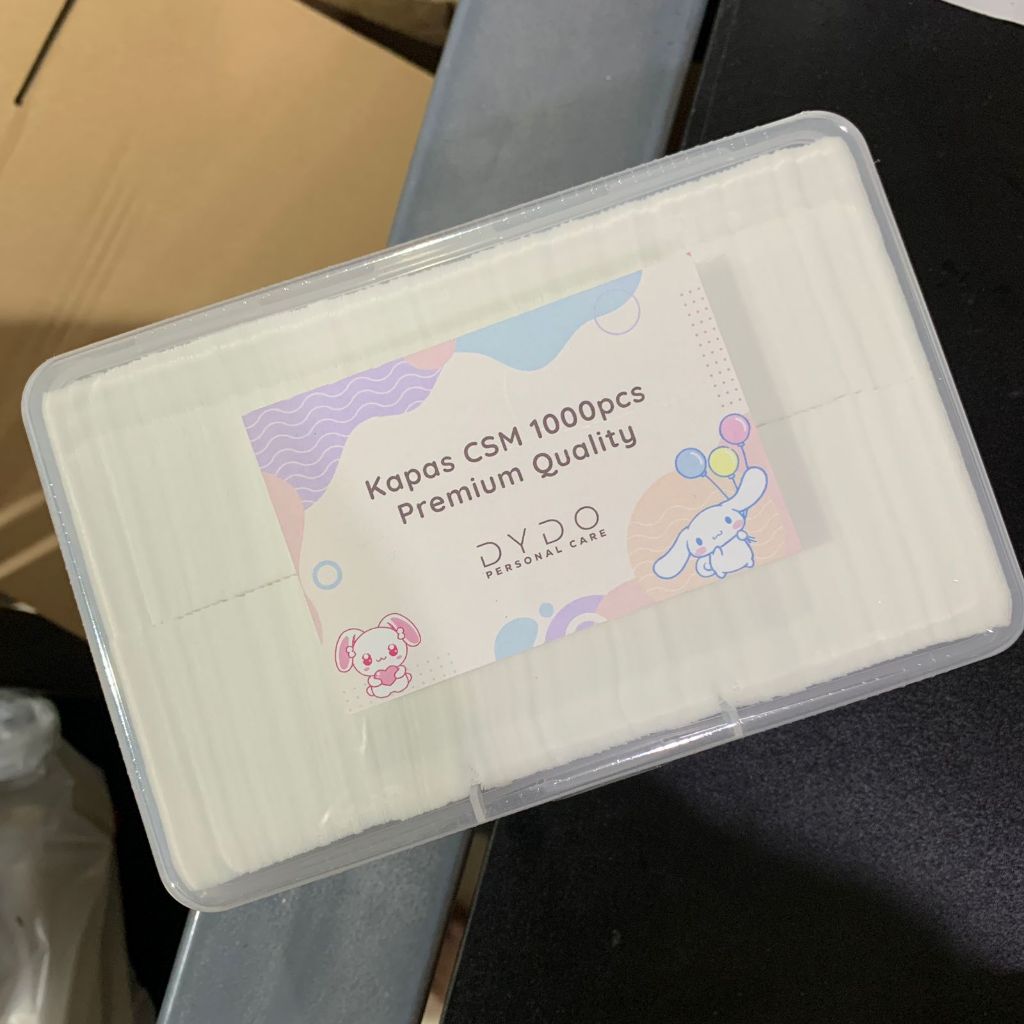 Kapas CSM 1000pcs
Premium Quality
DYDO
PERSONAL CARE